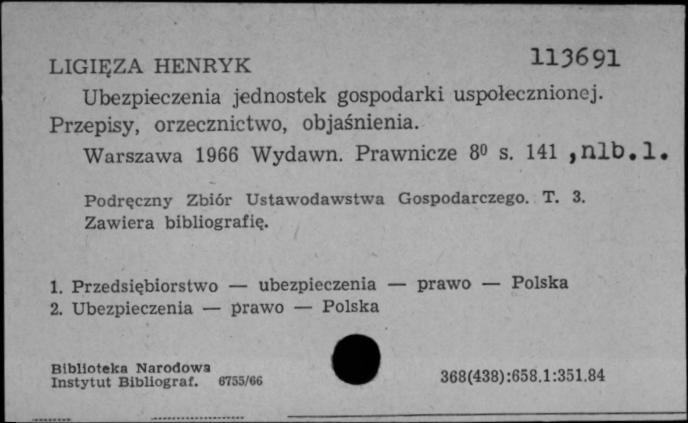 113691
LIGIĘZA HENRYK
Ubezpieczenia jednostek gospodarki uspołecznionej.
Przepisy, orzecznictwo, objaśnienia.
Warszawa 1966 Wydawn. Prawnicze 8⁰ s. 141 ,nlb.1.
Podręczny Zbiór Ustawodawstwa Gospodarczego. T. 3.
Zawiera bibliografię.
1. Przedsiębiorstwo — ubezpieczenia — prawo — Polska
2. Ubezpieczenia — prawo — Polska
Biblioteka Narodowa
Instytut Bibliograf. 6755/66 368(438):658.1:351.84